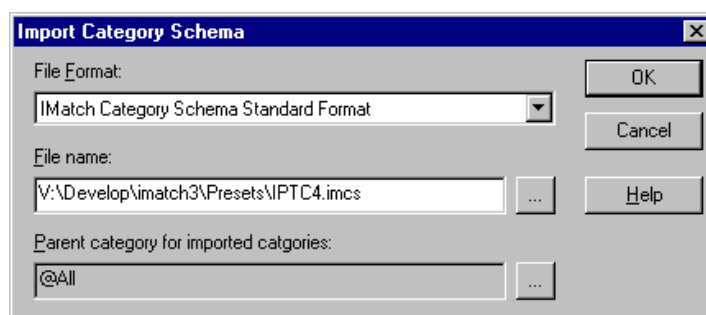 Import Category Schema
File Format:
IMatch Category Schema Standard Format
OK
Cancel
File name:
V:\Develop\imatch3\Presets\IPTC4.imcs
...
Help
Parent category for imported catgories:
@All
...